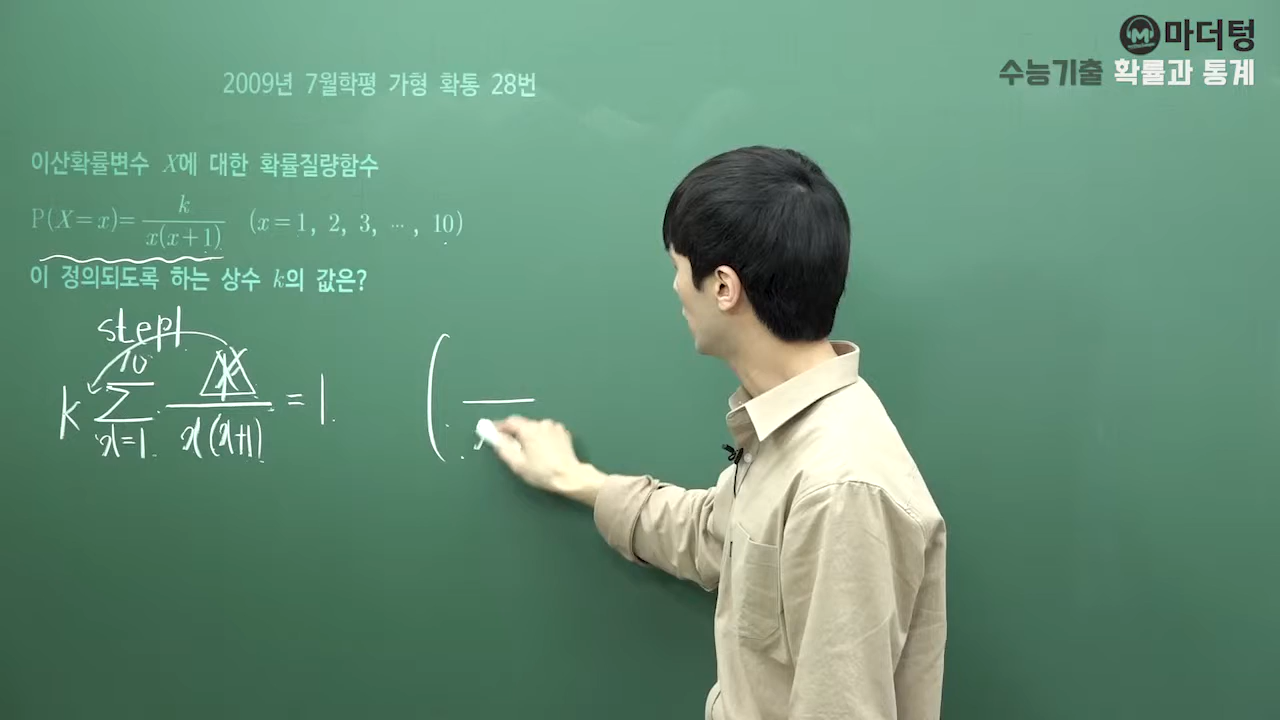 마더텅
수능기출 확률과 통계
2009년 7월학평 가형 확통 28번
이산확률변수 X에 대한 확률질량함수
P(X=x)= k / x(x+1) (x=1, 2, 3, ⋯, 10)
이 정의되도록 하는 상수 k의 값은?
step1
k ∑ x=1 10 k / x(x+1) = 1
(